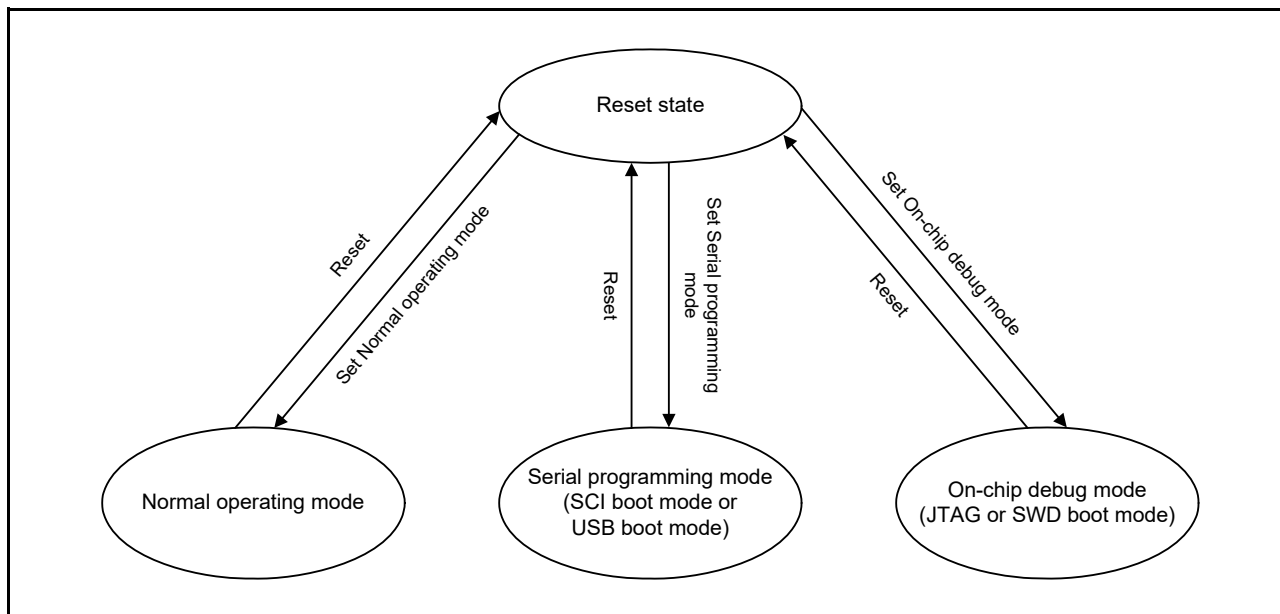 Reset state
Reset
Set Normal operating mode
Reset
Set Serial programming
mode
Set On-chip debug mode
Reset
Normal operating mode
Serial programming mode
(SCI boot mode or
USB boot mode)
On-chip debug mode
(JTAG or SWD boot mode)